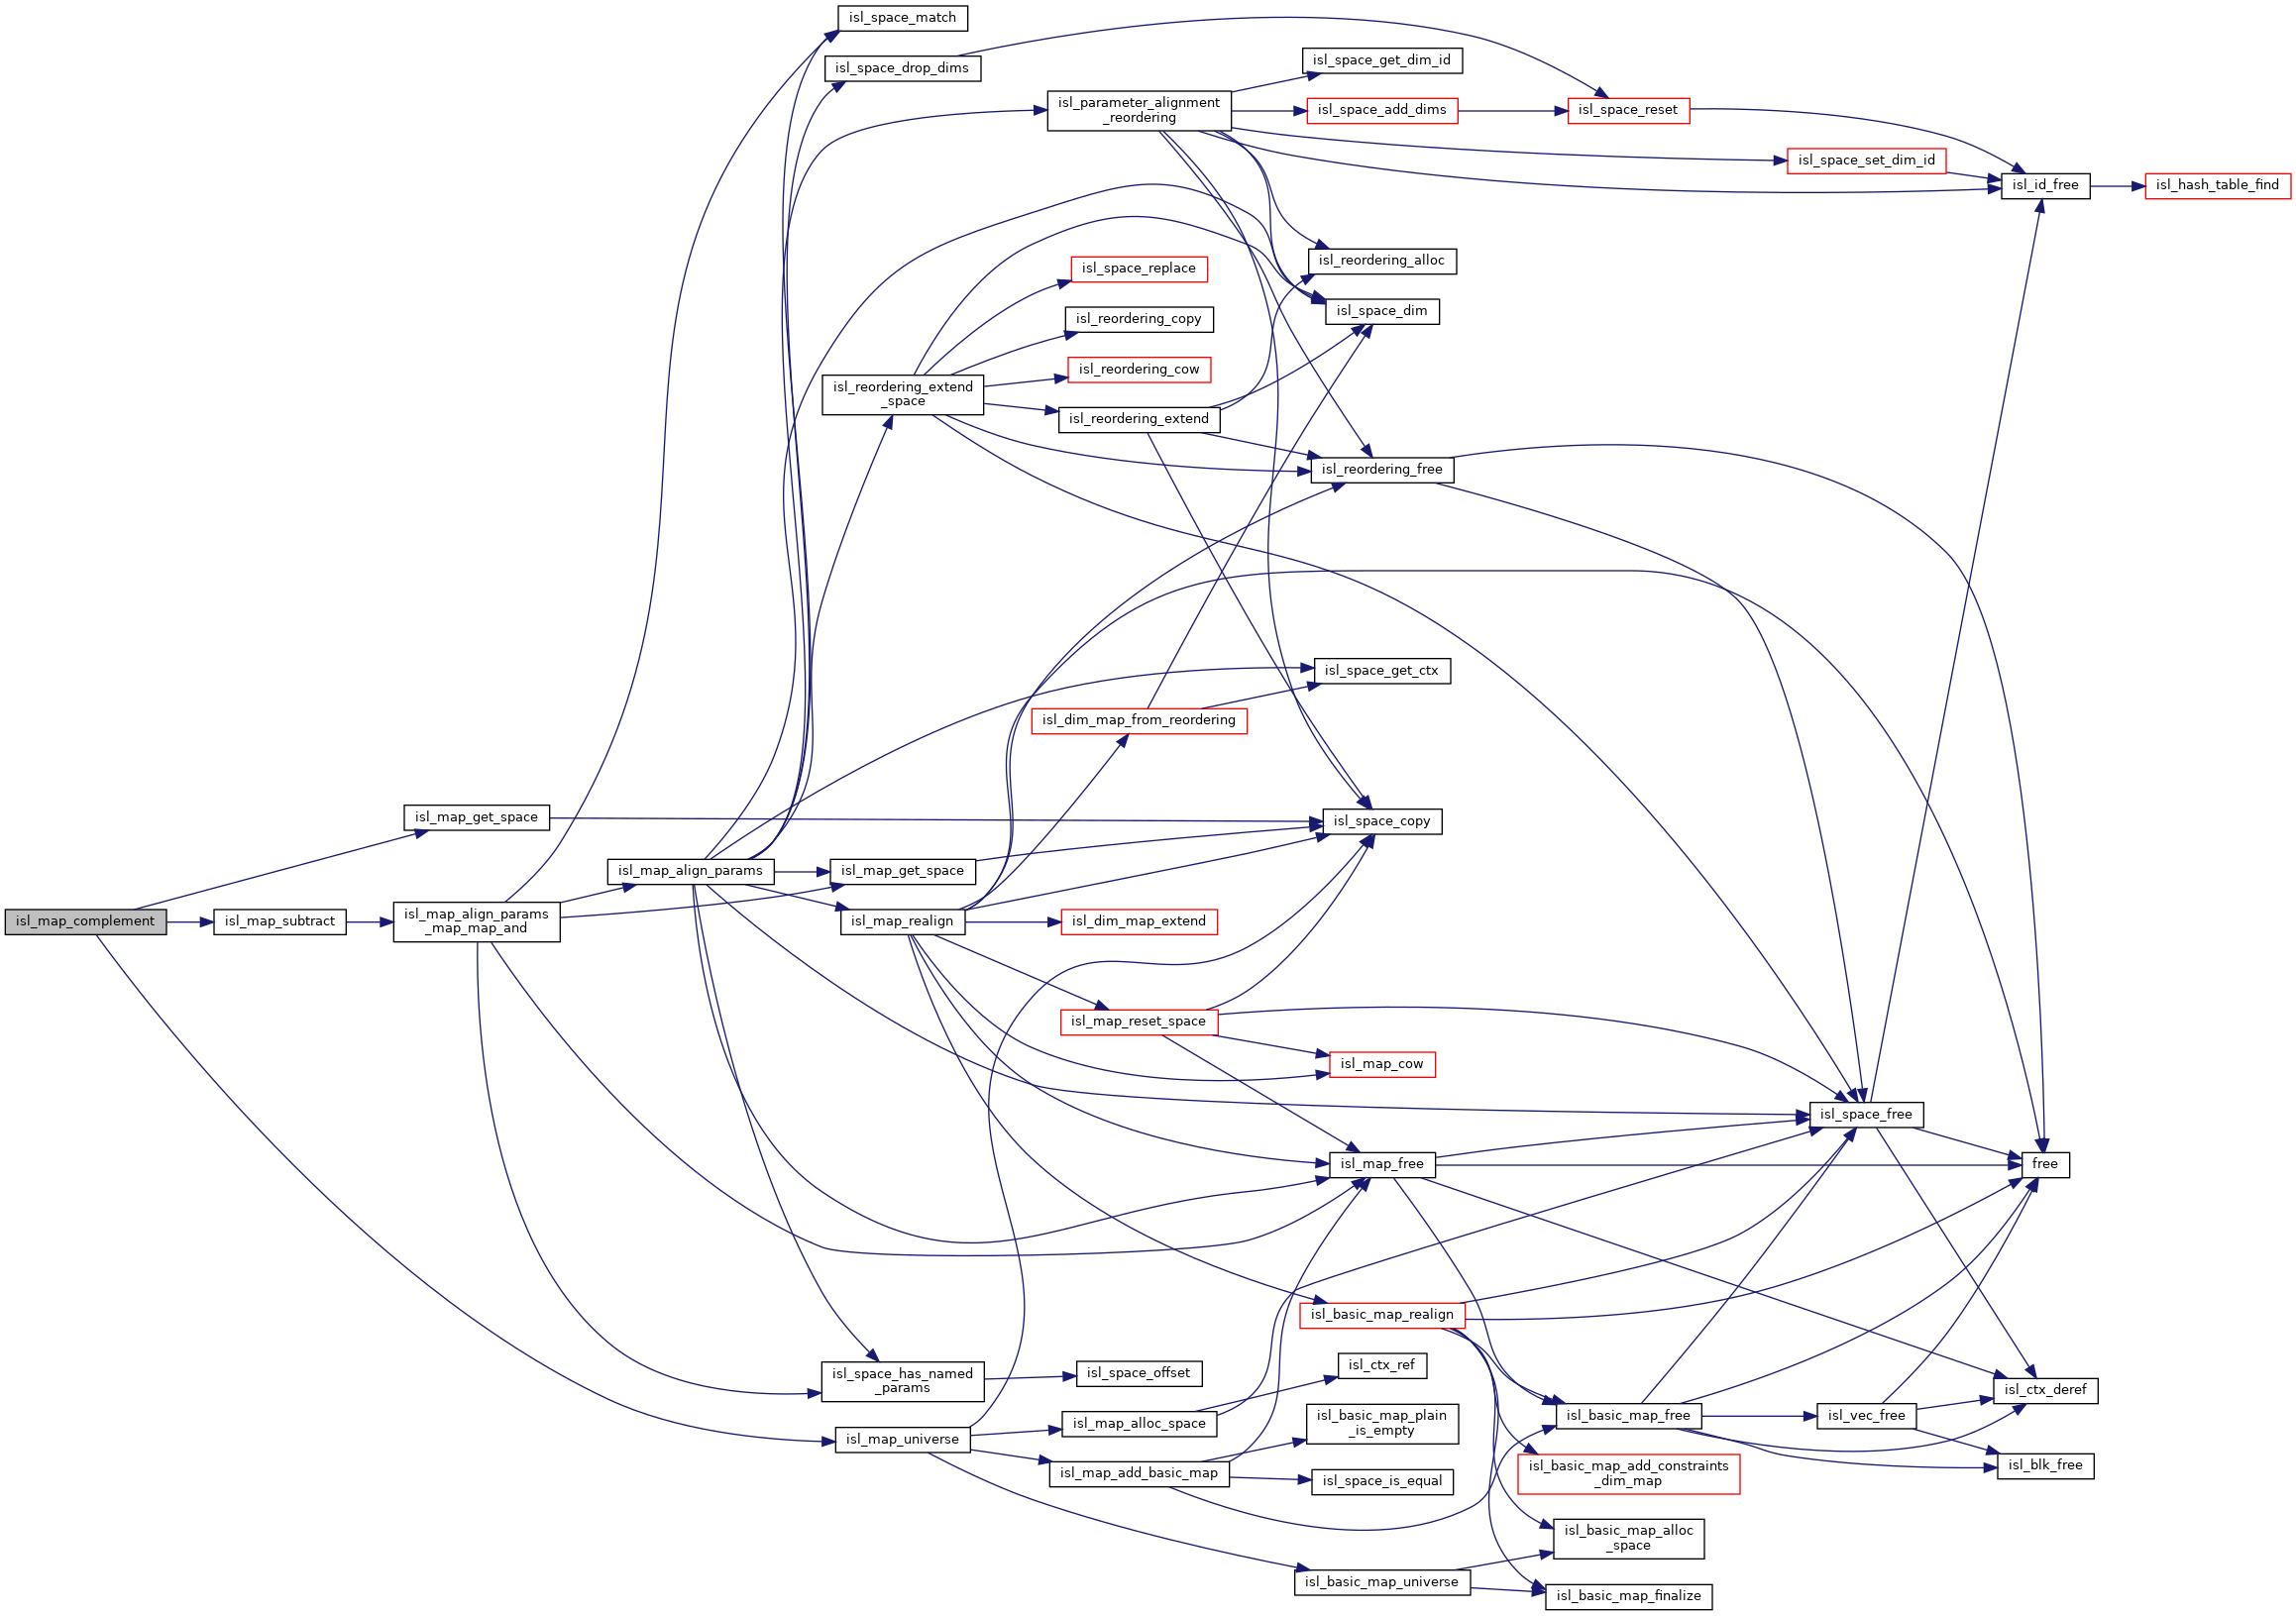 isl_space_match
isl_space_drop_dims
isl_space_get_dim_id
isl_parameter_alignment
_reordering
isl_space_add_dims
isl_space_reset
isl_space_set_dim_id
isl_id_free
isl_hash_table_find
isl_reordering_alloc
isl_space_replace
isl_space_dim
isl_reordering_copy
isl_reordering_cow
isl_reordering_extend
_space
isl_reordering_extend
isl_reordering_free
isl_space_get_ctx
isl_dim_map_from_reordering
isl_map_get_space
isl_space_copy
isl_map_align_params
isl_map_get_space
isl_map_complement
isl_map_subtract
isl_map_align_params
_map_map_and
isl_map_realign
isl_dim_map_extend
isl_map_reset_space
isl_map_cow
isl_space_free
isl_map_free
free
isl_basic_map_realign
isl_ctx_ref
isl_space_has_named
_params
isl_space_offset
isl_ctx_deref
isl_map_alloc_space
isl_basic_map_plain
_is_empty
isl_basic_map_free
isl_vec_free
isl_map_universe
isl_map_add_basic_map
isl_space_is_equal
isl_basic_map_add_constraints
_dim_map
isl_blk_free
isl_basic_map_alloc
_space
isl_basic_map_universe
isl_basic_map_finalize